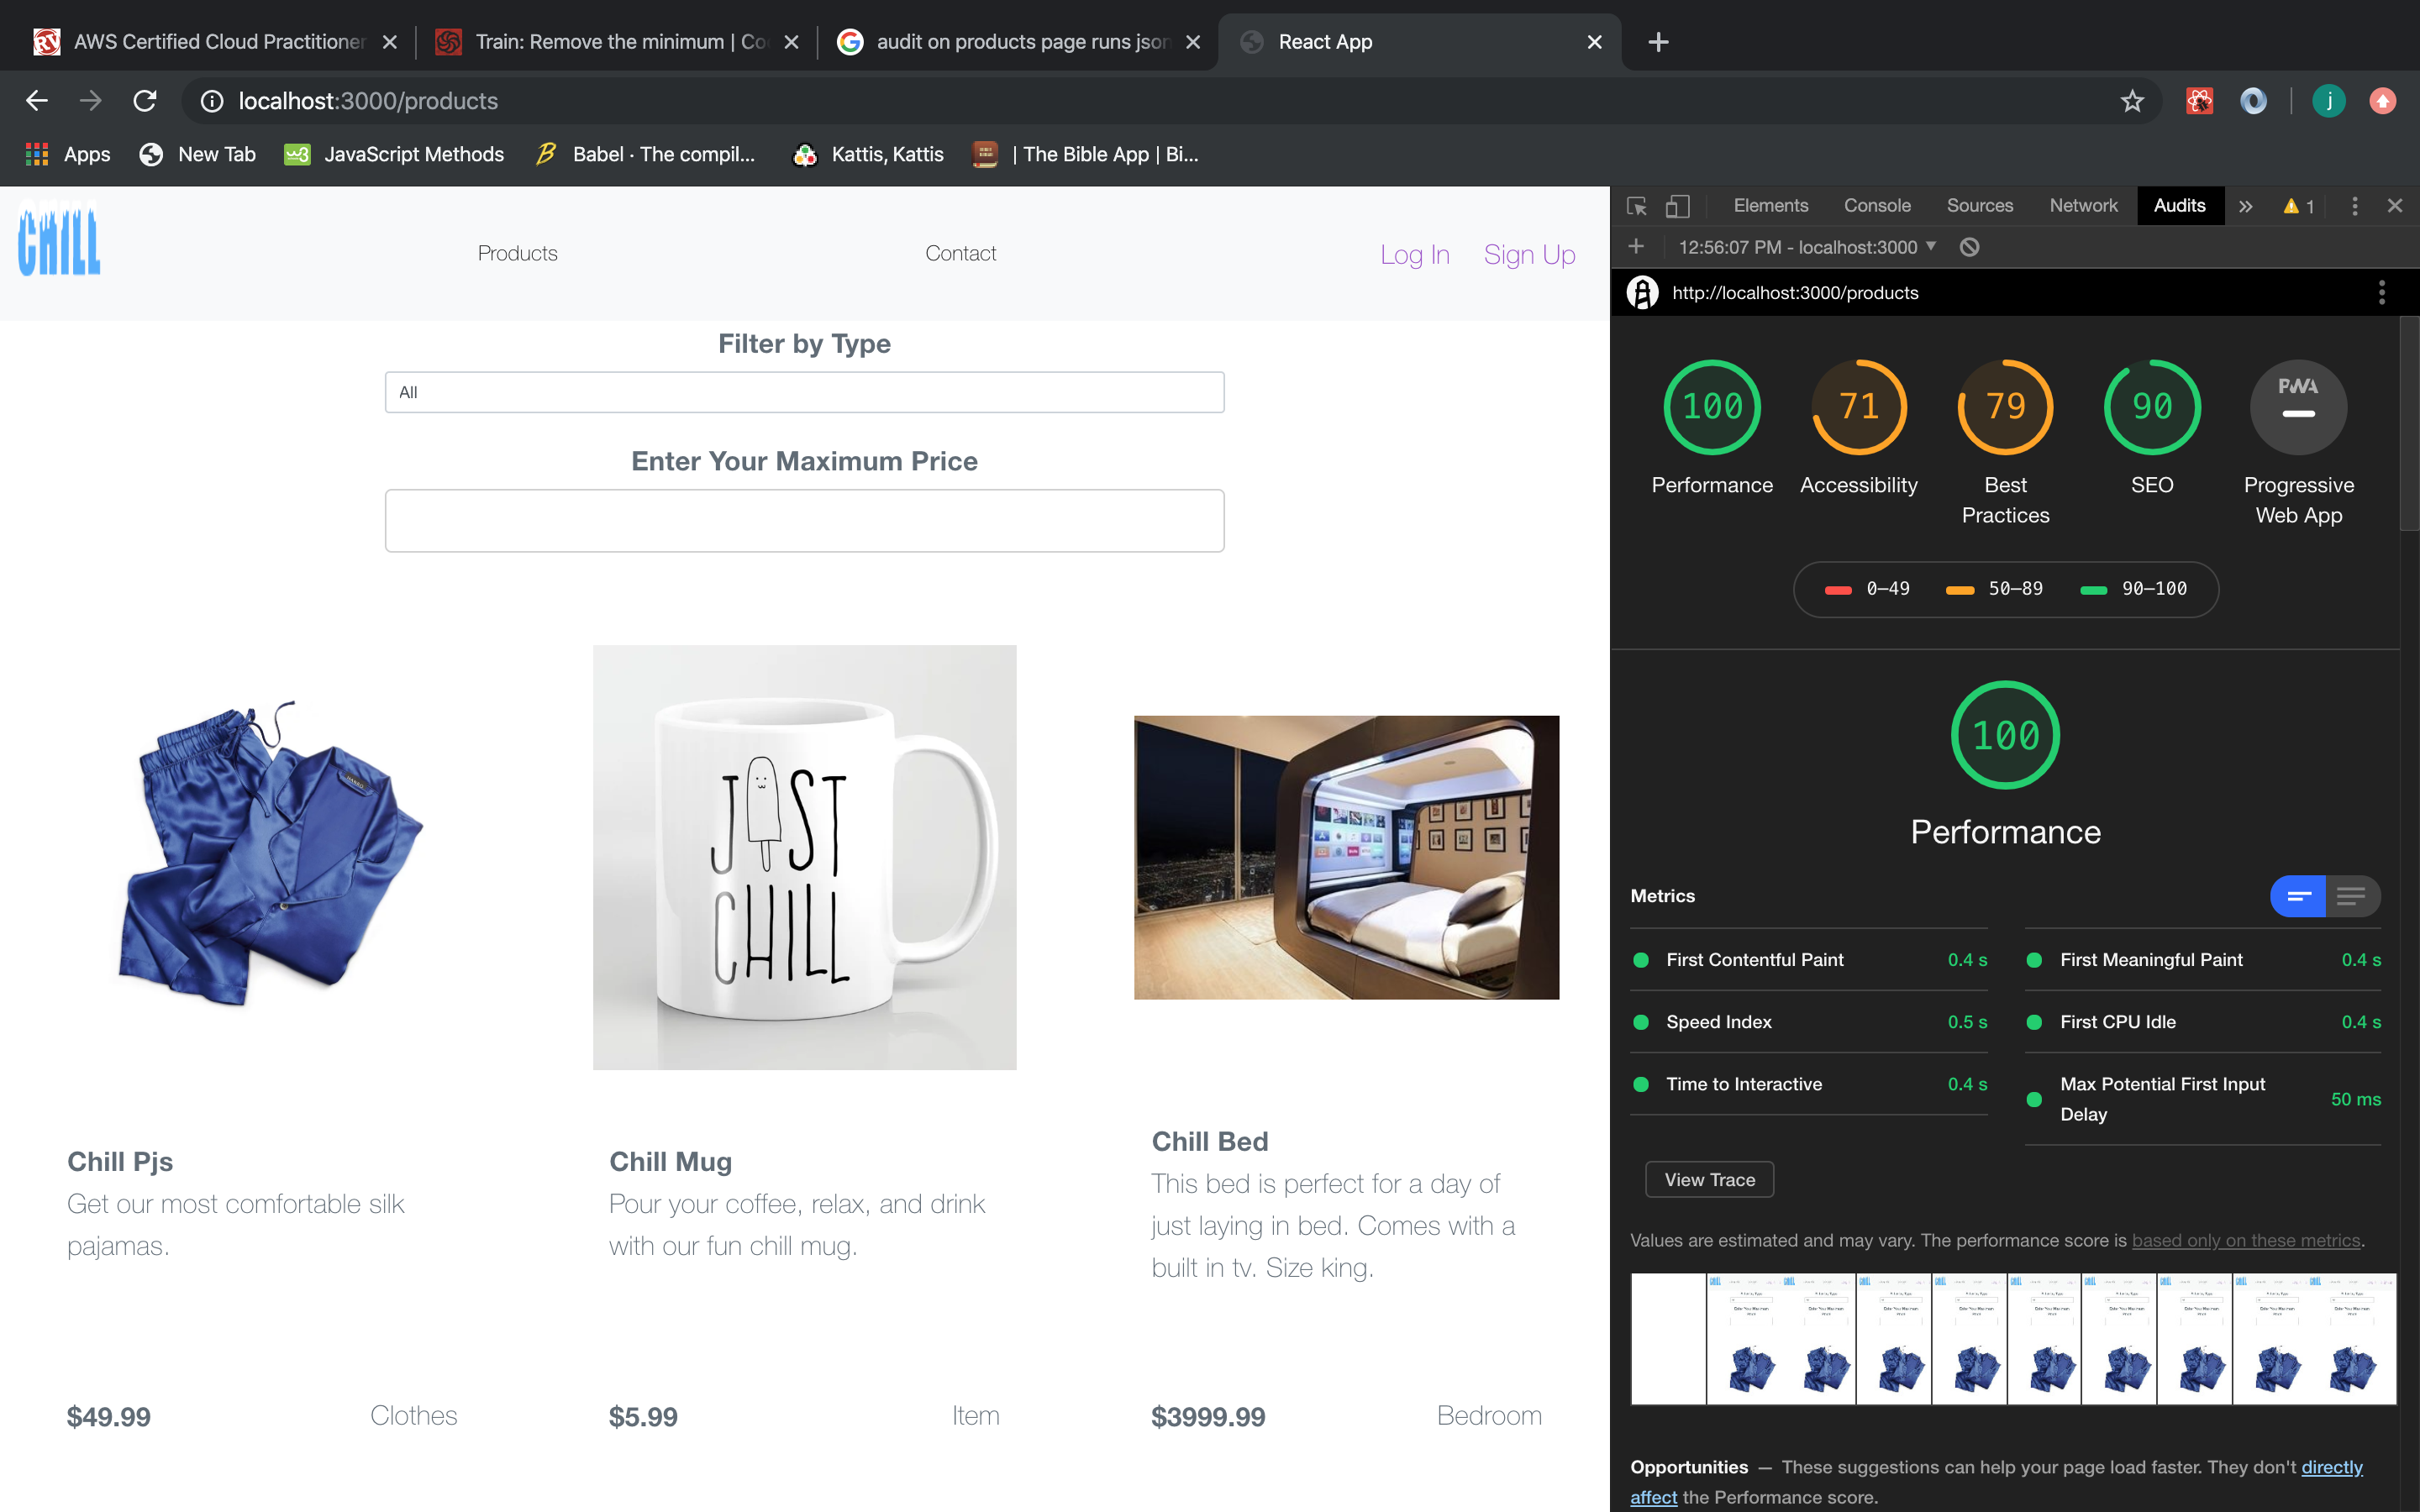 AWS Certified Cloud Practitioner
Train: Remove the minimum | Co
audit on products page runs json
React App
localhost:3000/products
j
Apps
New Tab
JavaScript Methods
Babel · The compil...
Kattis, Kattis
| The Bible App | Bi...
CHILL
Products
Contact
Log In
Sign Up
Filter by Type
All
Enter Your Maximum Price
JUST
CHILL
Chill Pjs
Get our most comfortable silk
pajamas.
$49.99
Clothes
Chill Mug
Pour your coffee, relax, and drink
with our fun chill mug.
$5.99
Item
Chill Bed
This bed is perfect for a day of
just laying in bed. Comes with a
built in tv. Size king.
$3999.99
Bedroom
Elements
Console
Sources
Network
Audits
1
12:56:07 PM - localhost:3000
http://localhost:3000/products
100
Performance
71
Accessibility
79
Best
Practices
90
SEO
PWA
Progressive
Web App
0–49
50–89
90–100
100
Performance
Metrics
First Contentful Paint 0.4 s
First Meaningful Paint 0.4 s
Speed Index 0.5 s
First CPU Idle 0.4 s
Time to Interactive 0.4 s
Max Potential First Input
Delay
50 ms
View Trace
Values are estimated and may vary. The performance score is based only on these metrics.
Opportunities — These suggestions can help your page load faster. They don't directly
affect the Performance score.